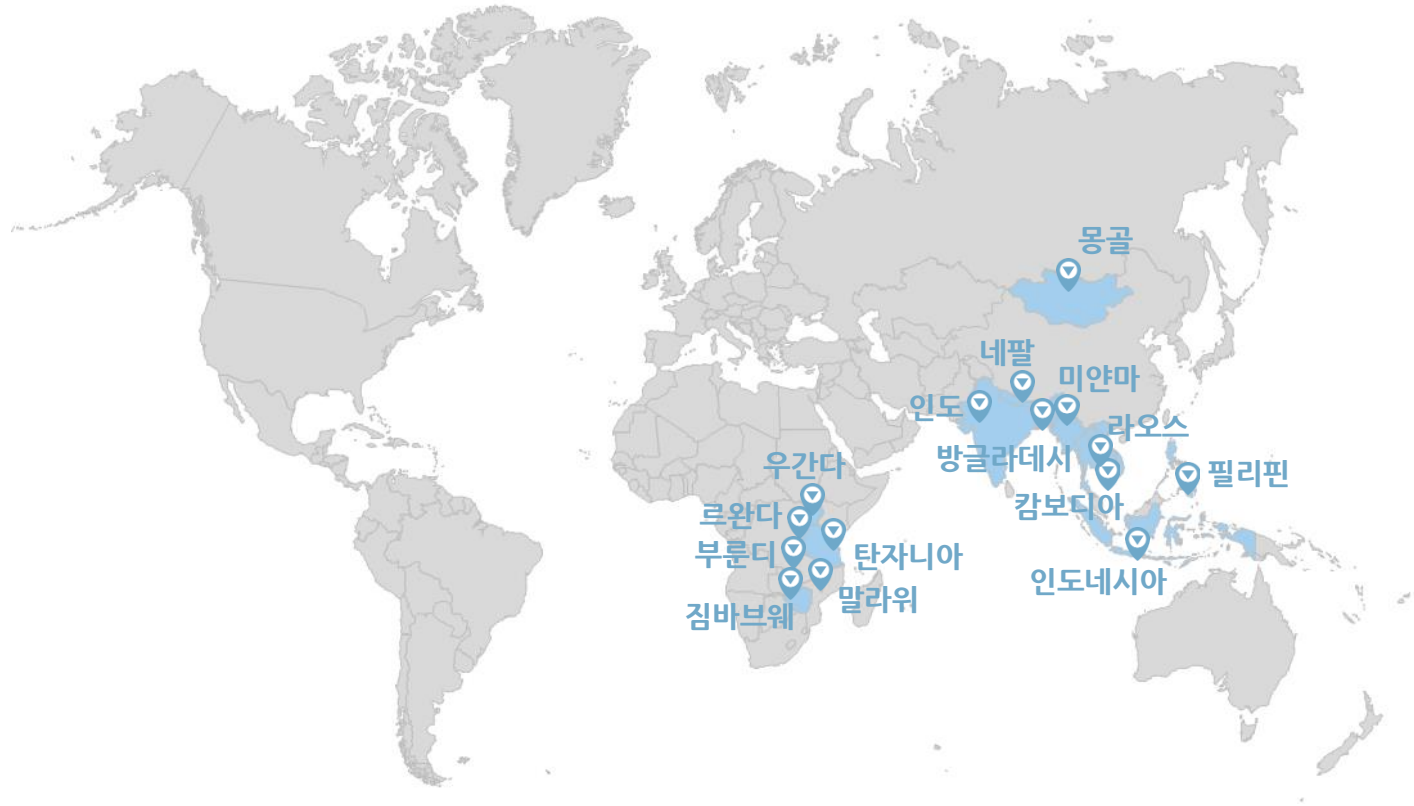 몽골
네팔
미얀마
인도
라오스
방글라데시
우간다
필리핀
캄보디아
르완다
부룬디
탄자니아
인도네시아
말라위
짐바브웨